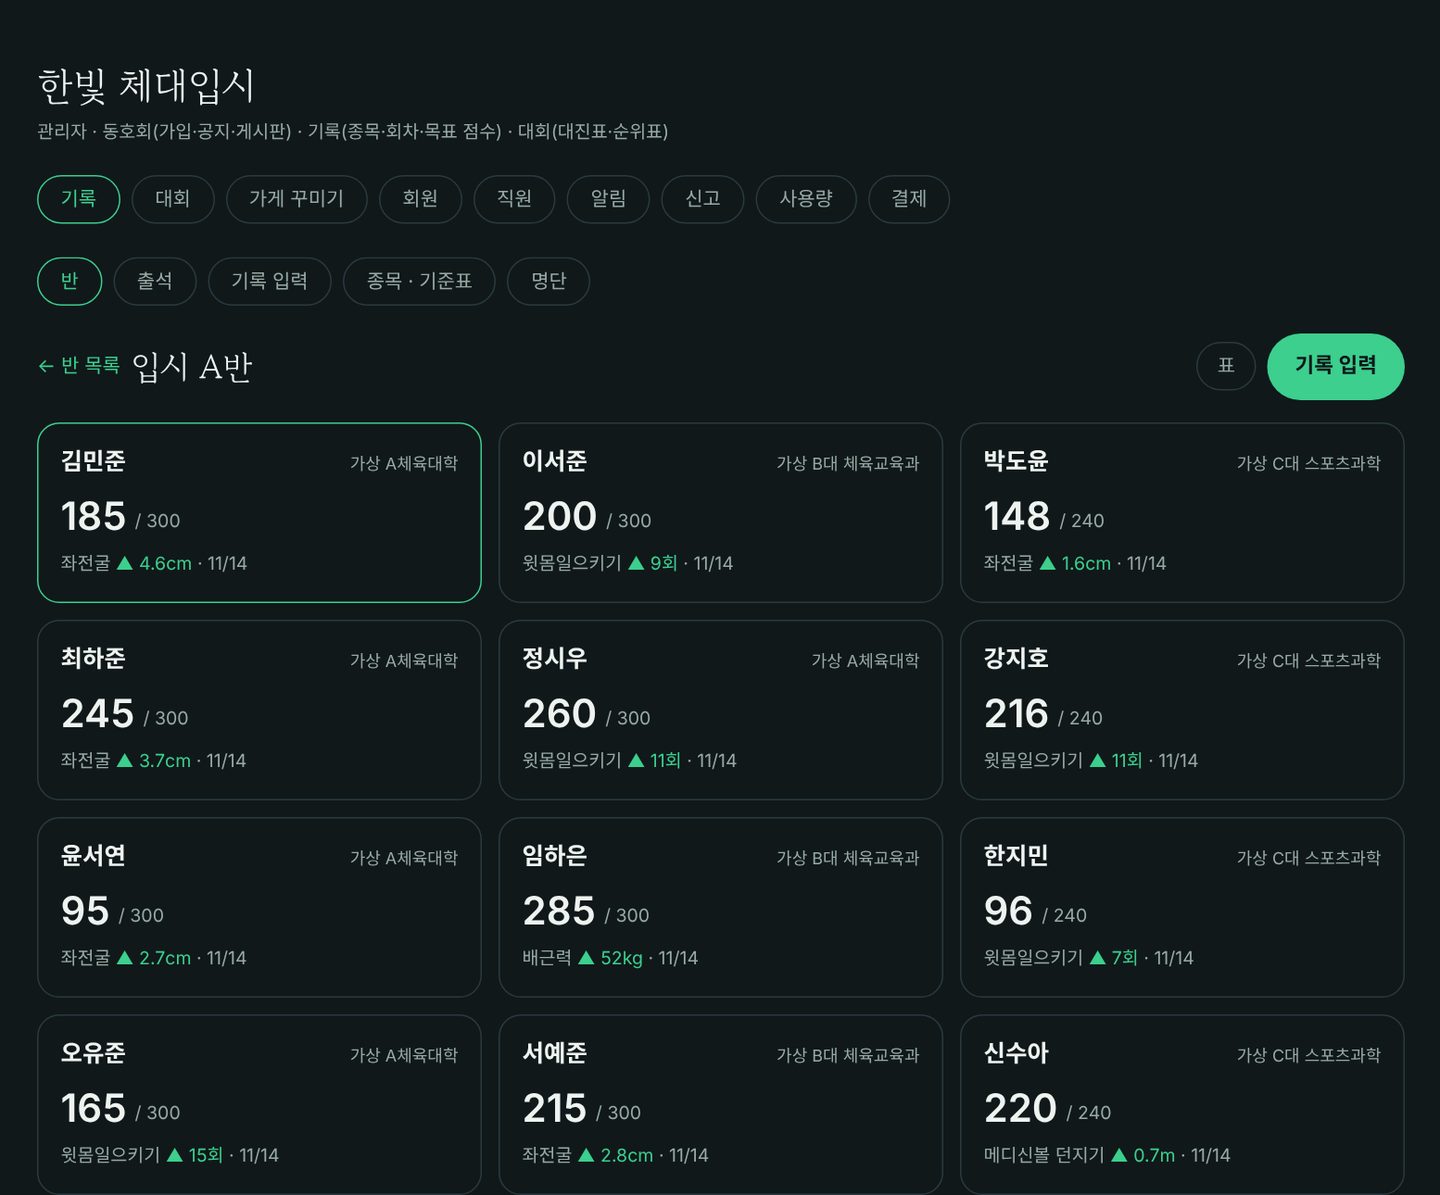 한빛 체대입시
관리자 · 동호회(가입·공지·게시판) · 기록(종목·회차·목표 점수) · 대회(대진표·순위표)
기록 대회 가게 꾸미기 회원 직원 알림 신고 사용량 결제
반 출석 기록 입력 종목 · 기준표 명단
← 반 목록 입시 A반 표 기록 입력
김민준 가상 A체육대학
185 / 300
좌전굴 ▲ 4.6cm · 11/14
이서준 가상 B대 체육교육과
200 / 300
윗몸일으키기 ▲ 9회 · 11/14
박도윤 가상 C대 스포츠과학
148 / 240
좌전굴 ▲ 1.6cm · 11/14
최하준 가상 A체육대학
245 / 300
좌전굴 ▲ 3.7cm · 11/14
정시우 가상 A체육대학
260 / 300
윗몸일으키기 ▲ 11회 · 11/14
강지호 가상 C대 스포츠과학
216 / 240
윗몸일으키기 ▲ 11회 · 11/14
윤서연 가상 A체육대학
95 / 300
좌전굴 ▲ 2.7cm · 11/14
임하은 가상 B대 체육교육과
285 / 300
배근력 ▲ 52kg · 11/14
한지민 가상 C대 스포츠과학
96 / 240
윗몸일으키기 ▲ 7회 · 11/14
오유준 가상 A체육대학
165 / 300
윗몸일으키기 ▲ 15회 · 11/14
서예준 가상 B대 체육교육과
215 / 300
좌전굴 ▲ 2.8cm · 11/14
신수아 가상 C대 스포츠과학
220 / 240
메디신볼 던지기 ▲ 0.7m · 11/14